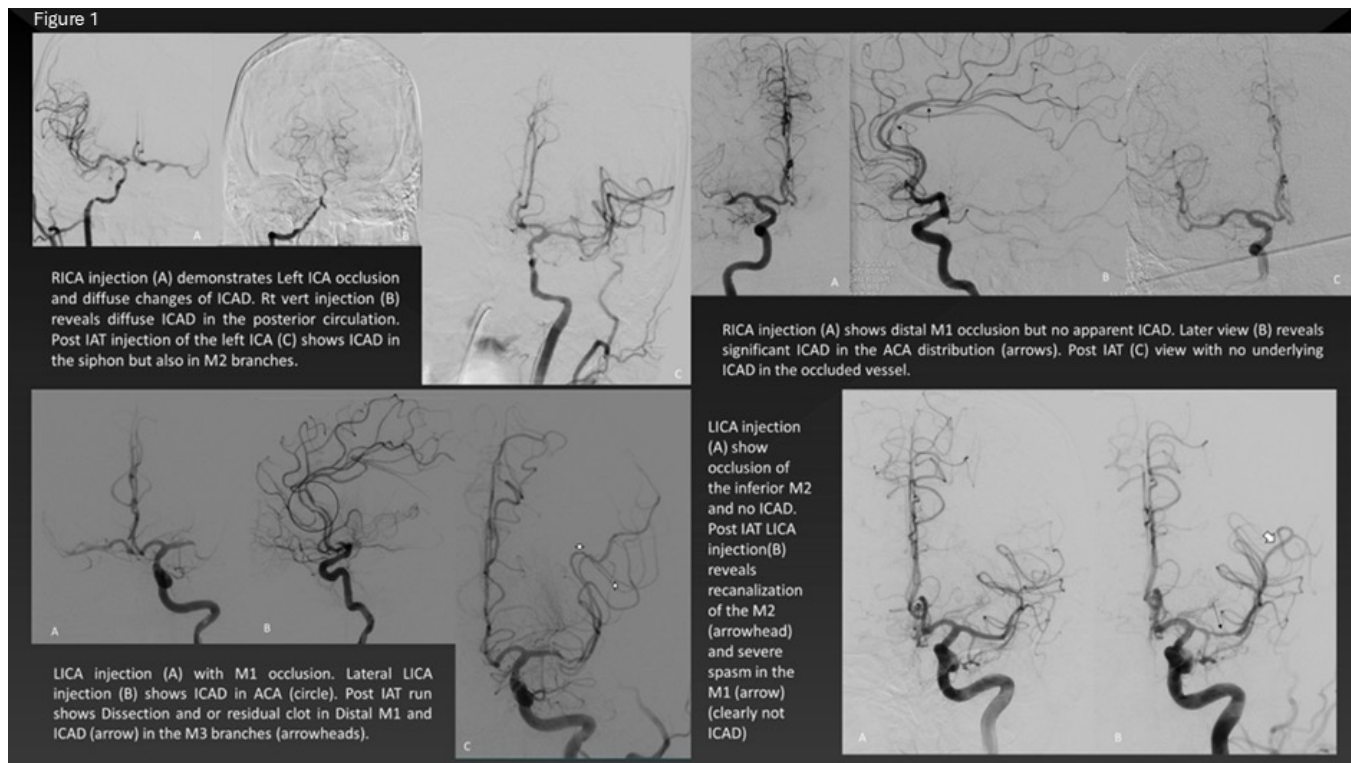 Figure 1
A
B
C
RICA injection (A) demonstrates Left ICA occlusion
and diffuse changes of ICAD. Rt vert injection (B)
reveals diffuse ICAD in the posterior circulation.
Post IAT injection of the left ICA (C) shows ICAD in
the siphon but also in M2 branches.
A
B
C
RICA injection (A) shows distal M1 occlusion but no apparent ICAD. Later view (B) reveals
significant ICAD in the ACA distribution (arrows). Post IAT (C) view with no underlying
ICAD in the occluded vessel.
A
B
C
LICA injection (A) with M1 occlusion. Lateral LICA
injection (B) shows ICAD in ACA (circle). Post IAT run
shows Dissection and or residual clot in Distal M1 and
ICAD (arrow) in the M3 branches (arrowheads).
LICA injection
(A) show
occlusion of
the inferior M2
and no ICAD.
Post IAT LICA
injection(B)
reveals
recanalization
of the M2
(arrowhead)
and severe
spasm in the
M1 (arrow)
(clearly not
ICAD)
A
B